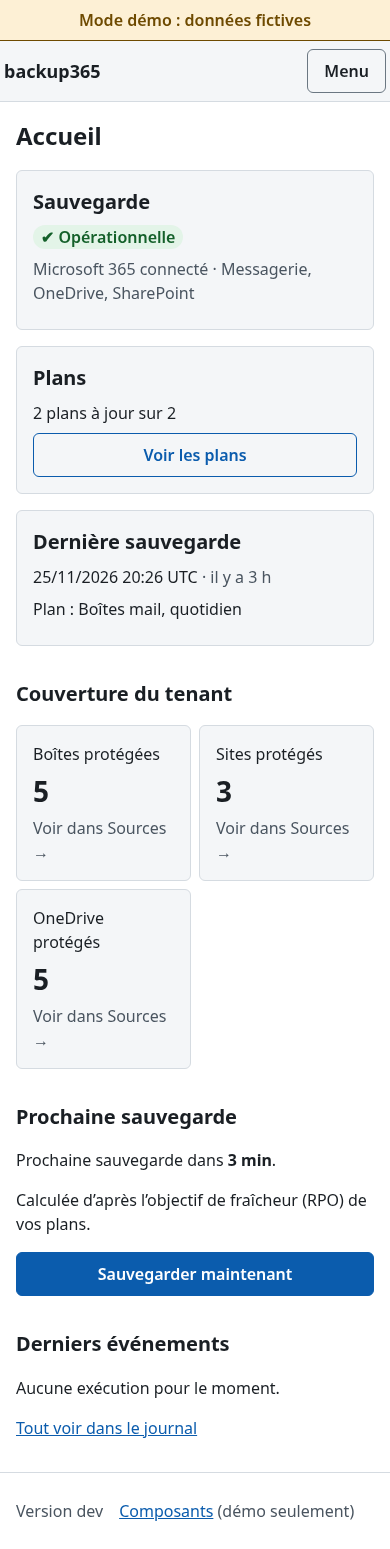 Mode démo : données fictives
backup365
Menu
Accueil
Sauvegarde
✔ Opérationnelle
Microsoft 365 connecté · Messagerie,
OneDrive, SharePoint
Plans
2 plans à jour sur 2
Voir les plans
Dernière sauvegarde
25/11/2026 20:26 UTC · il y a 3 h
Plan : Boîtes mail, quotidien
Couverture du tenant
Boîtes protégées
5
Voir dans Sources
→
Sites protégés
3
Voir dans Sources
→
OneDrive
protégés
5
Voir dans Sources
→
Prochaine sauvegarde
Prochaine sauvegarde dans 3 min.
Calculée d’après l’objectif de fraîcheur (RPO) de
vos plans.
Sauvegarder maintenant
Derniers événements
Aucune exécution pour le moment.
Tout voir dans le journal
Version dev Composants (démo seulement)